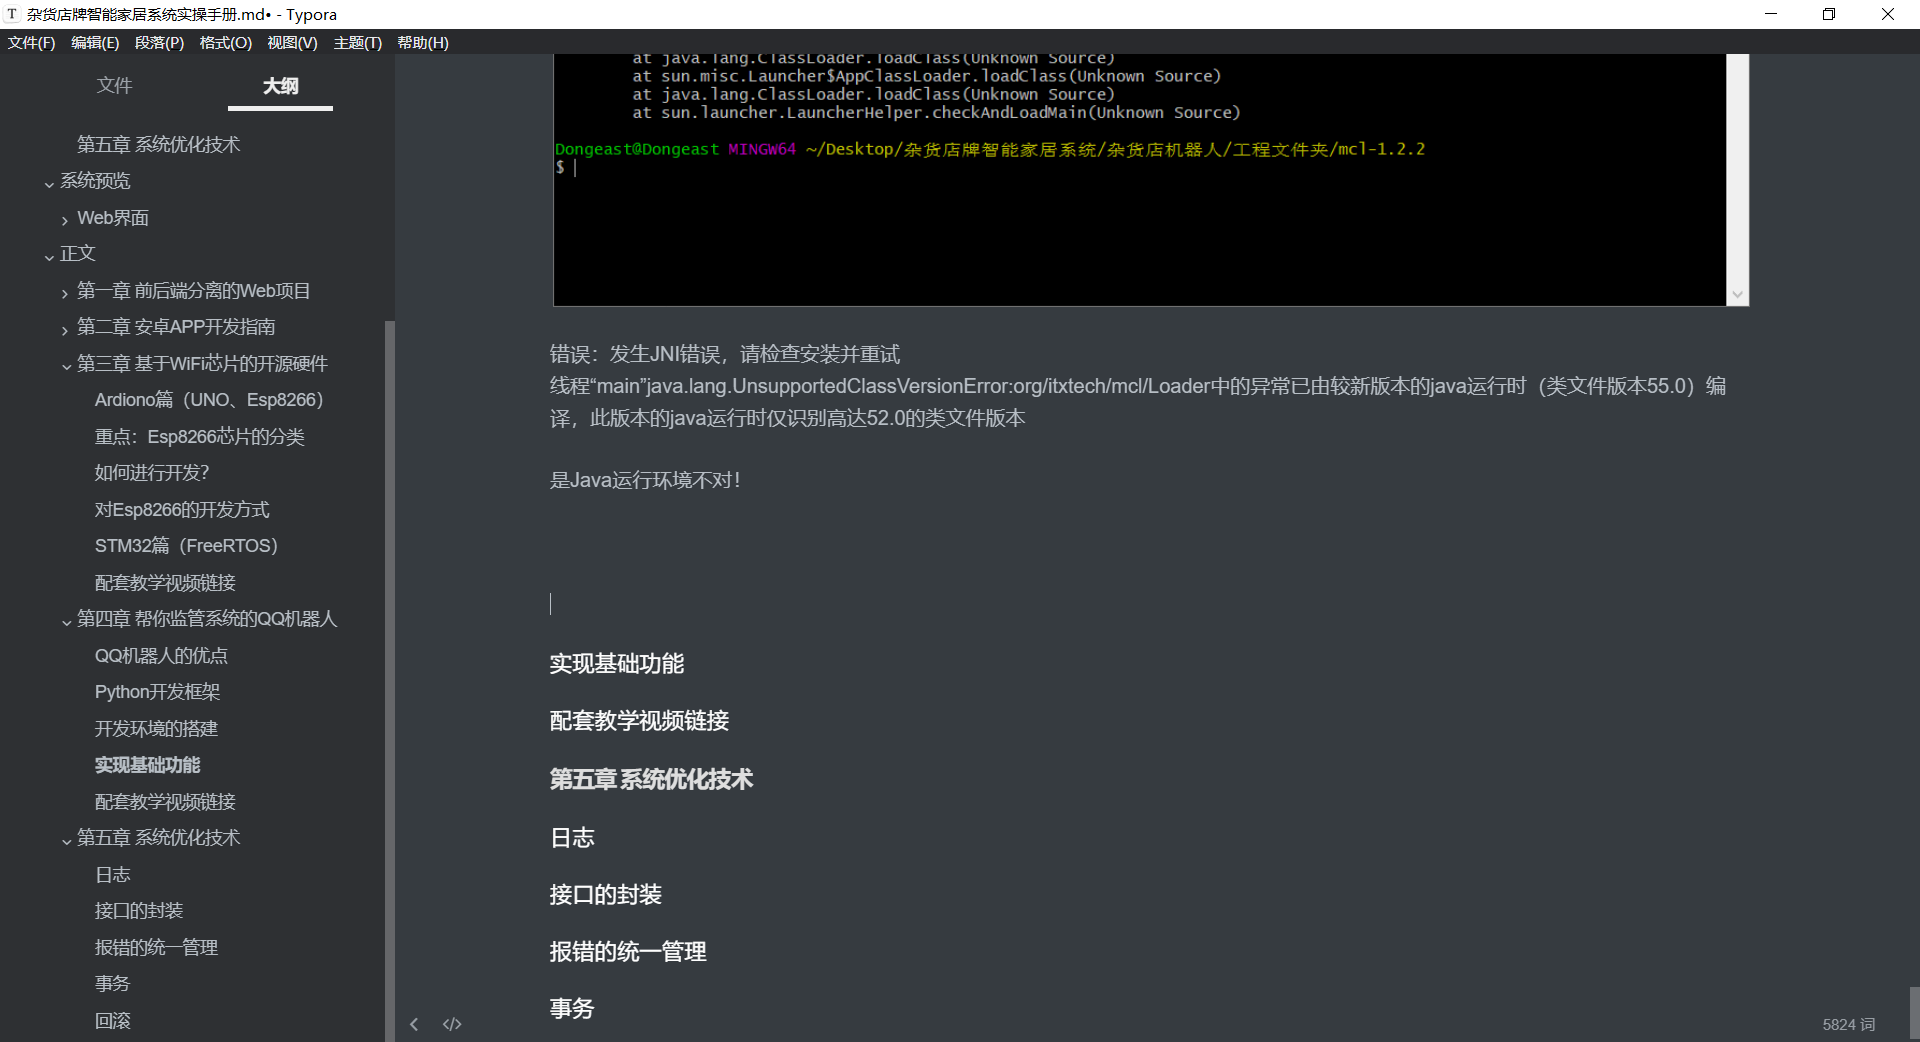 杂货店牌智能家居系统实操手册.md• - Typora
文件(F) 编辑(E) 段落(P) 格式(O) 视图(V) 主题(T) 帮助(H)
文件 大纲
第五章 系统优化技术
系统预览
Web界面
正文
第一章 前后端分离的Web项目
第二章 安卓APP开发指南
第三章 基于WiFi芯片的开源硬件
Ardiono篇（UNO、Esp8266）
重点：Esp8266芯片的分类
如何进行开发？
对Esp8266的开发方式
STM32篇（FreeRTOS）
配套教学视频链接
第四章 帮你监管系统的QQ机器人
QQ机器人的优点
Python开发框架
开发环境的搭建
实现基础功能
配套教学视频链接
第五章 系统优化技术
日志
接口的封装
报错的统一管理
事务
回滚
at java.lang.ClassLoader.loadClass(Unknown Source)
at sun.misc.Launcher$AppClassLoader.loadClass(Unknown Source)
at java.lang.ClassLoader.loadClass(Unknown Source)
at sun.launcher.LauncherHelper.checkAndLoadMain(Unknown Source)
Dongeast@Dongeast MINGW64 ~/Desktop/杂货店牌智能家居系统/杂货店机器人/工程文件夹/mcl-1.2.2
$
错误：发生JNI错误，请检查安装并重试
线程“main”java.lang.UnsupportedClassVersionError:org/itxtech/mcl/Loader中的异常已由较新版本的java运行时（类文件版本55.0）编
译，此版本的java运行时仅识别高达52.0的类文件版本
是Java运行环境不对！
实现基础功能
配套教学视频链接
第五章 系统优化技术
日志
接口的封装
报错的统一管理
事务
5824 词